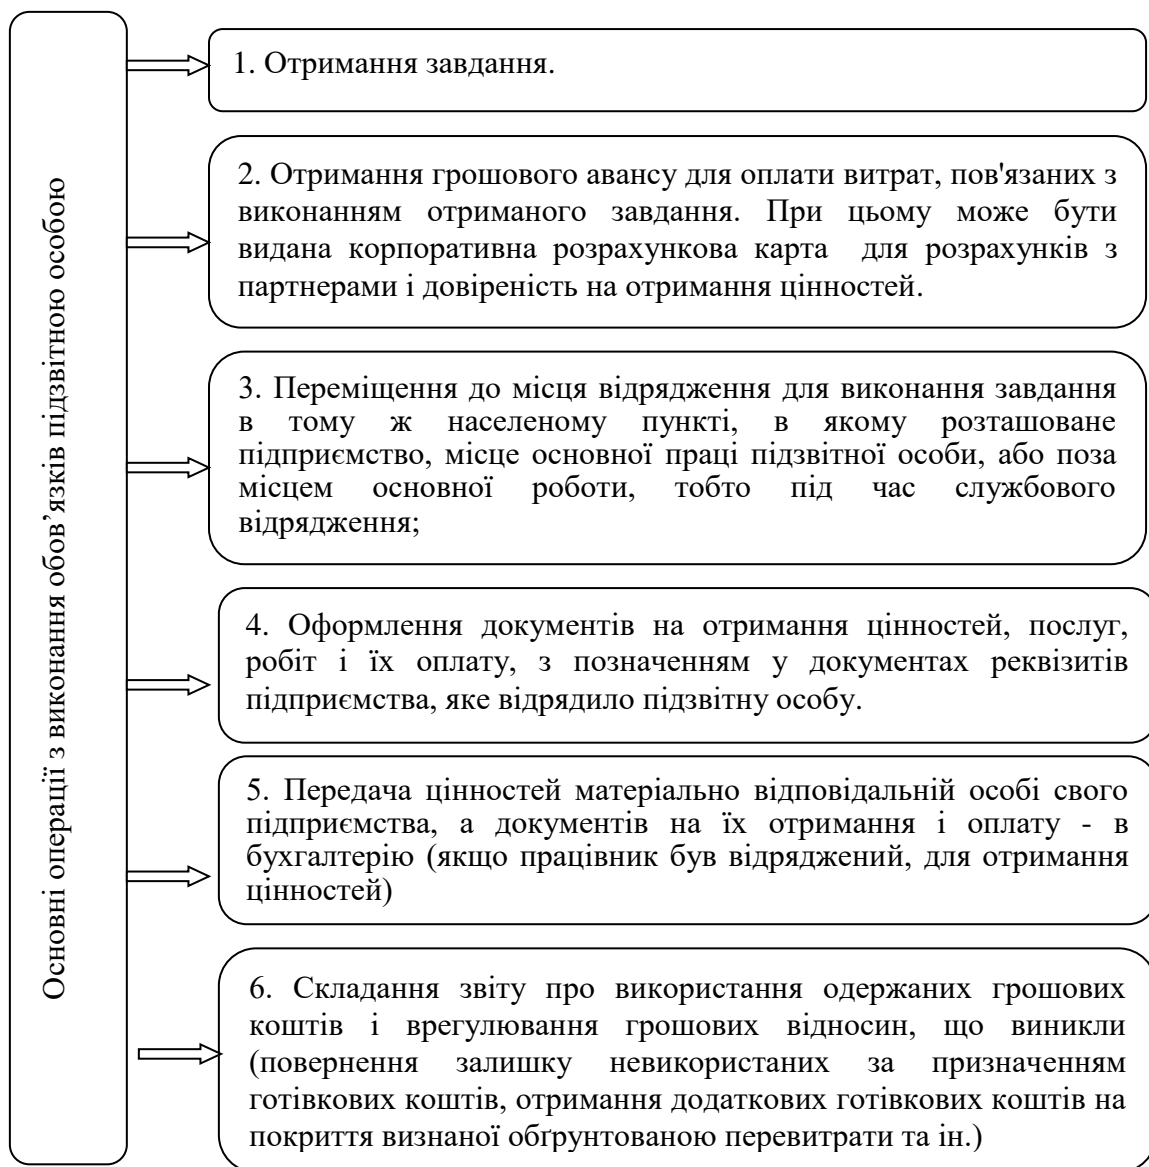 Основні операції з виконання обов’язків підзвітною особою
1. Отримання завдання.
2. Отримання грошового авансу для оплати витрат, пов'язаних з
виконанням отриманого завдання. При цьому може бути
видана корпоративна розрахункова карта для розрахунків з
партнерами і довіреність на отримання цінностей.
3. Переміщення до місця відрядження для виконання завдання
в тому ж населеному пункті, в якому розташоване
підприємство, місце основної праці підзвітної особи, або поза
місцем основної роботи, тобто під час службового
відрядження;
4. Оформлення документів на отримання цінностей, послуг,
робіт і їх оплату, з позначенням у документах реквізитів
підприємства, яке відрядило підзвітну особу.
5. Передача цінностей матеріально відповідальній особі свого
підприємства, а документів на їх отримання і оплату - в
бухгалтерію (якщо працівник був відряджений, для отримання
цінностей)
6. Складання звіту про використання одержаних грошових
коштів і врегулювання грошових відносин, що виникли
(повернення залишку невикористаних за призначенням
готівкових коштів, отримання додаткових готівкових коштів на
покриття визнаної обґрунтованою перевитрати та ін.)